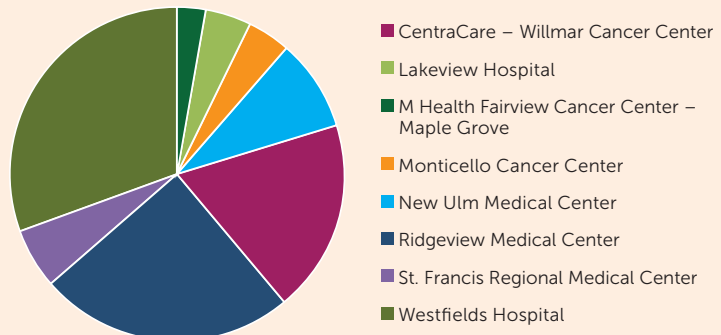 CentraCare – Willmar Cancer Center
Lakeview Hospital
M Health Fairview Cancer Center –
Maple Grove
Monticello Cancer Center
New Ulm Medical Center
Ridgeview Medical Center
St. Francis Regional Medical Center
Westfields Hospital